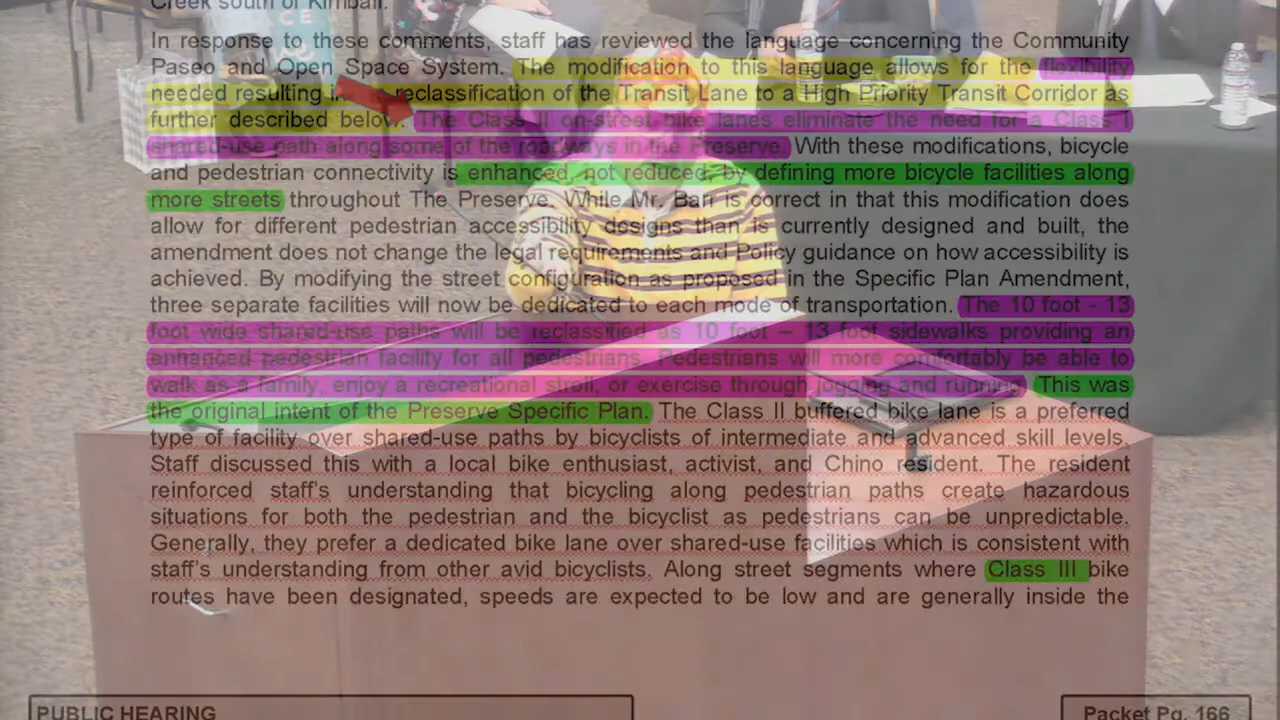 Creek south of Kimball.
In response to these comments, staff has reviewed the language concerning the Community
Paseo and Open Space System. The modification to this language allows for the flexibility
needed resulting in reclassification of the Transit Lane to a High Priority Transit Corridor as
further described below. The Class II on-street bike lanes eliminate the need for a Class I
shared-use path along some of the roadways in the Preserve. With these modifications, bicycle
and pedestrian connectivity is enhanced, not reduced, by defining more bicycle facilities along
more streets throughout The Preserve. While Mr. Bari is correct in that this modification does
allow for different pedestrian accessibility designs than is currently designed and built, the
amendment does not change the legal requirements and Policy guidance on how accessibility is
achieved. By modifying the street configuration as proposed in the Specific Plan Amendment,
three separate facilities will now be dedicated to each mode of transportation. The 10 foot - 13
foot wide shared-use paths will be reclassified as 10 foot – 13 foot sidewalks providing an
enhanced pedestrian facility for all pedestrians. Pedestrians will more comfortably be able to
walk as a family, enjoy a recreational stroll, or exercise through jogging and running. This was
the original intent of the Preserve Specific Plan. The Class II buffered bike lane is a preferred
type of facility over shared-use paths by bicyclists of intermediate and advanced skill levels.
Staff discussed this with a local bike enthusiast, activist, and Chino resident. The resident
reinforced staff's understanding that bicycling along pedestrian paths create hazardous
situations for both the pedestrian and the bicyclist as pedestrians can be unpredictable.
Generally, they prefer a dedicated bike lane over shared-use facilities which is consistent with
staff's understanding from other avid bicyclists. Along street segments where Class III bike
routes have been designated, speeds are expected to be low and are generally inside the
PUBLIC HEARING
Packet Pg. 166